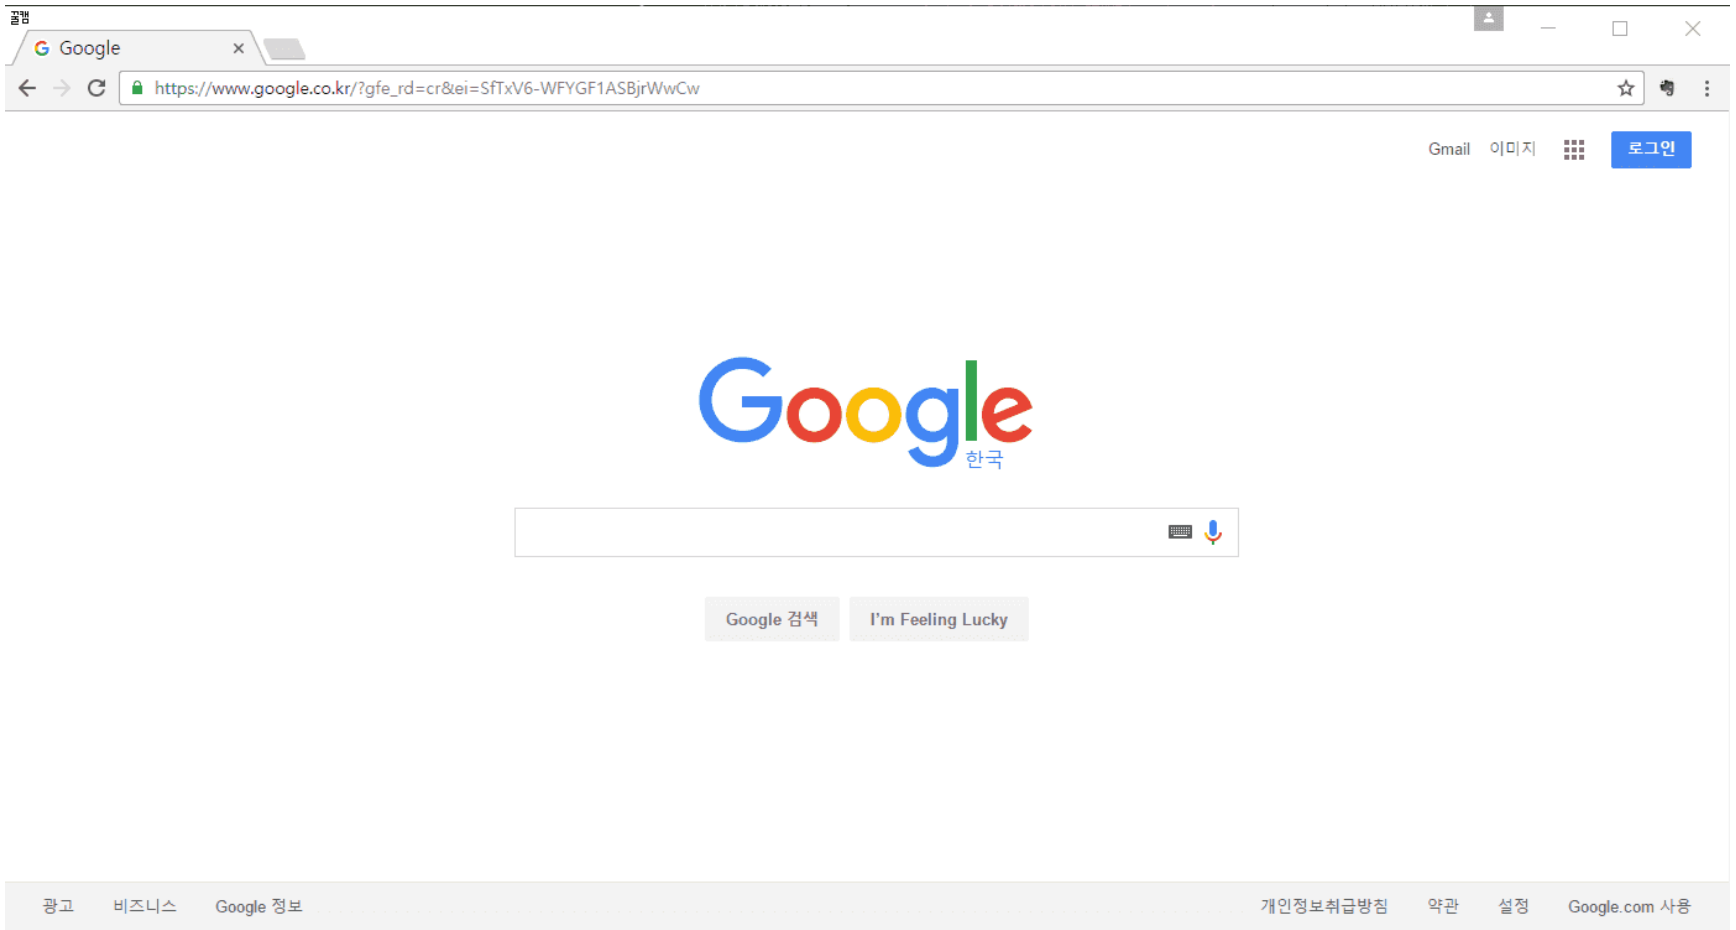 꿀캠
Google
https://www.google.co.kr/?gfe_rd=cr&ei=SfTxV6-WFYGF1ASBjrWwCw
Gmail 이미지 로그인
Google
한국
Google 검색 I'm Feeling Lucky
광고 비즈니스 Google 정보 개인정보취급방침 약관 설정 Google.com 사용